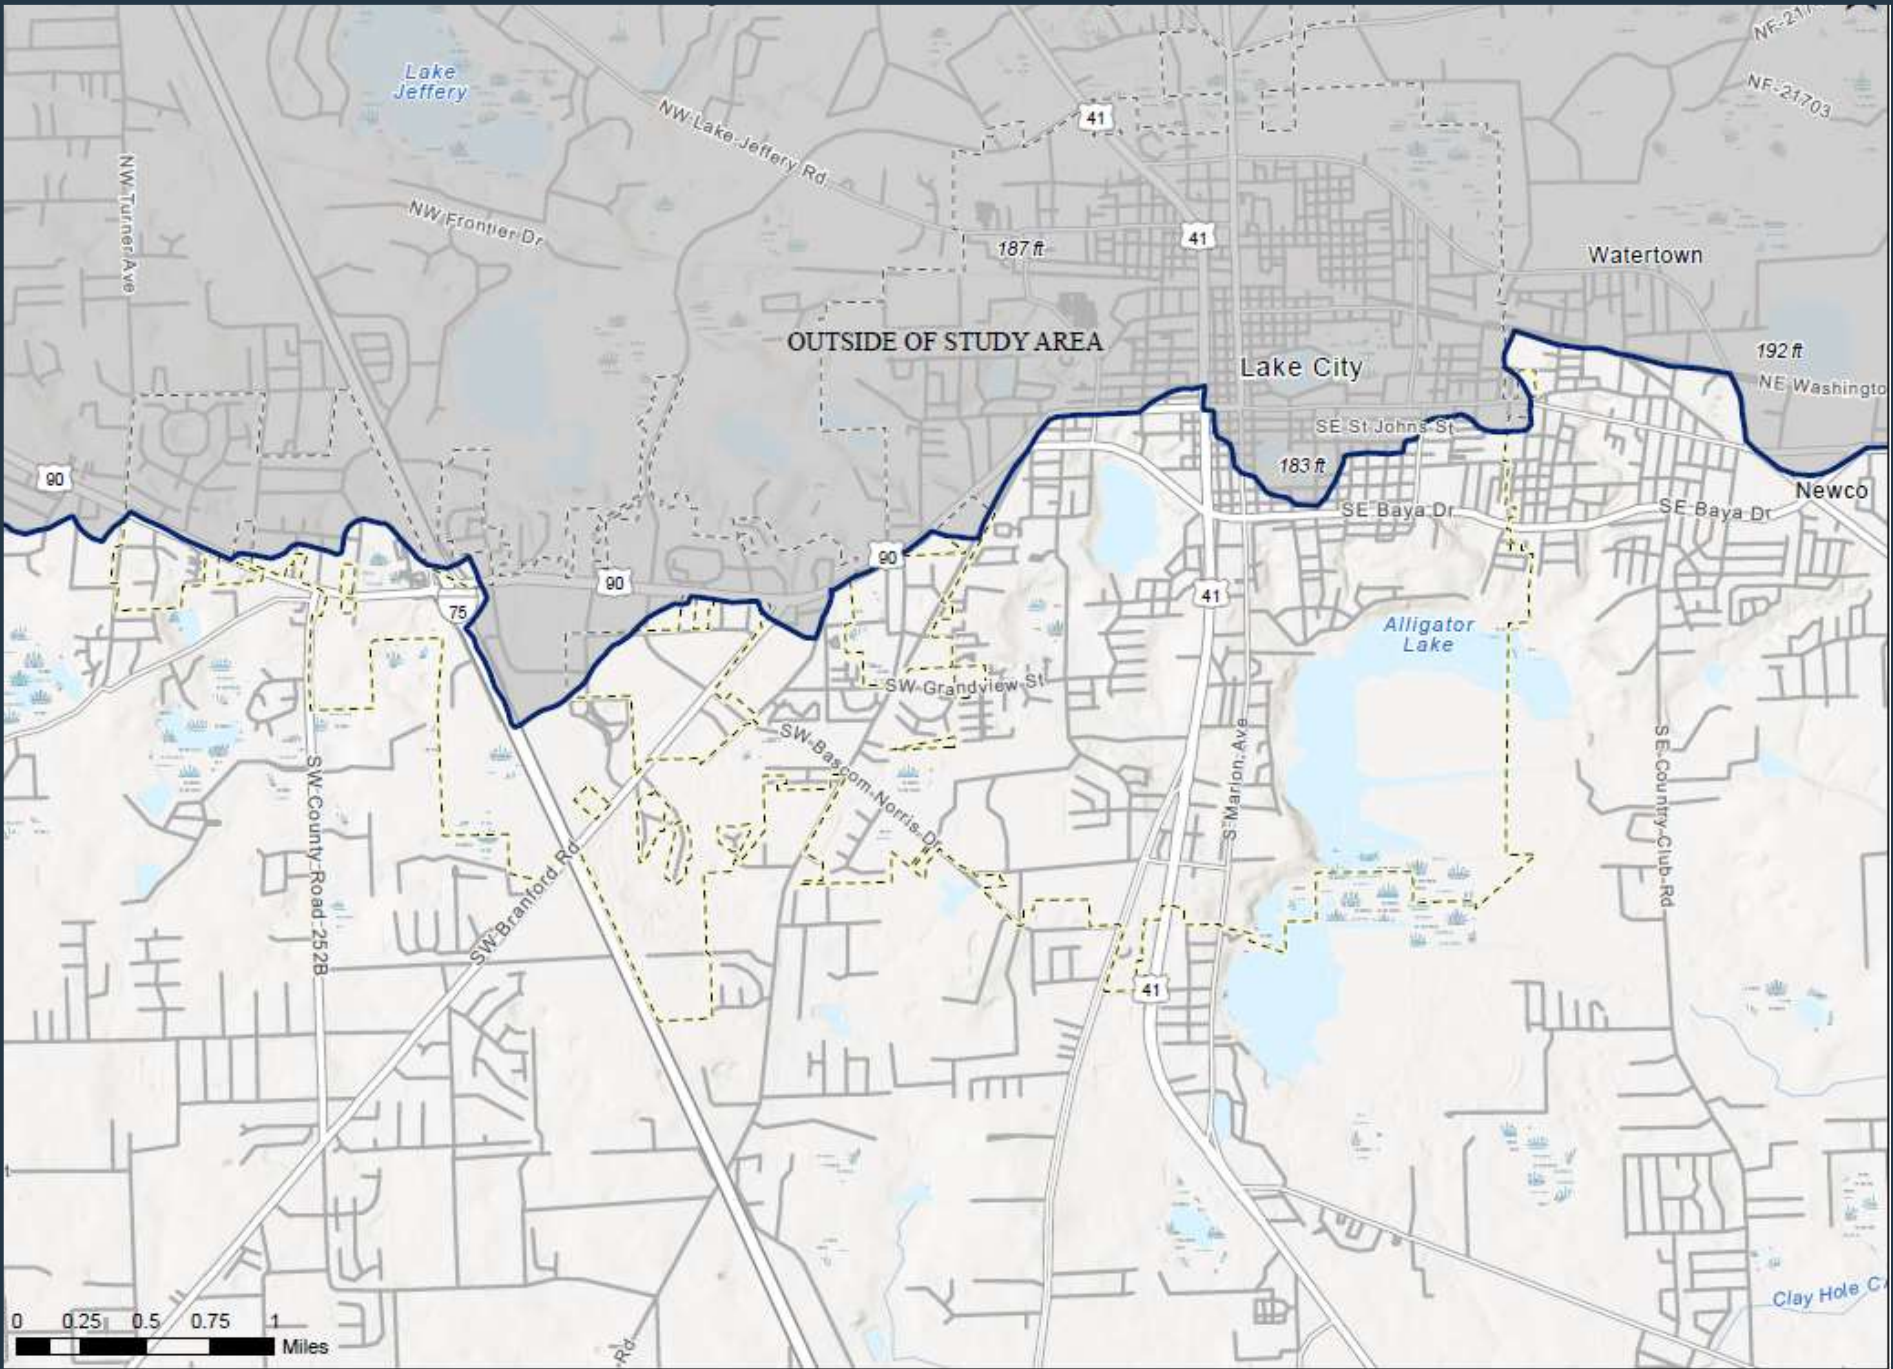 NF-217
Lake
Jeffery
NF-21703
41
NW Lake Jeffery Rd
NW Turner Ave
NW Frontier Dr
41
187 ft
Watertown
OUTSIDE OF STUDY AREA
192 ft
Lake City
NE Washingto
SE St Johns St
183 ft
90
Newco
SE Baya Dr
SE Baya Dr
90
90
41
75
Alligator
Lake
SW Grandview St
SW Bascom Norris Dr
S Marion Ave
SE Country Club Rd
SW County Road 252B
SW Branford Rd
41
Clay Hole C
0 0.25 0.5 0.75 1
Miles
Rd